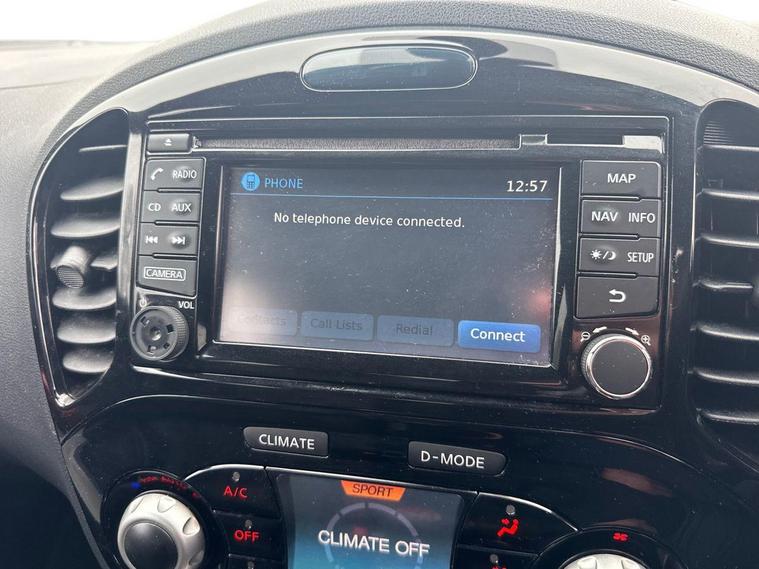 PHONE 12:57
No telephone device connected.
Contacts Call Lists Redial Connect
RADIO
CD AUX
CAMERA
VOL
MAP
NAV INFO
SETUP
CLIMATE
D-MODE
A/C
OFF
SPORT
CLIMATE OFF